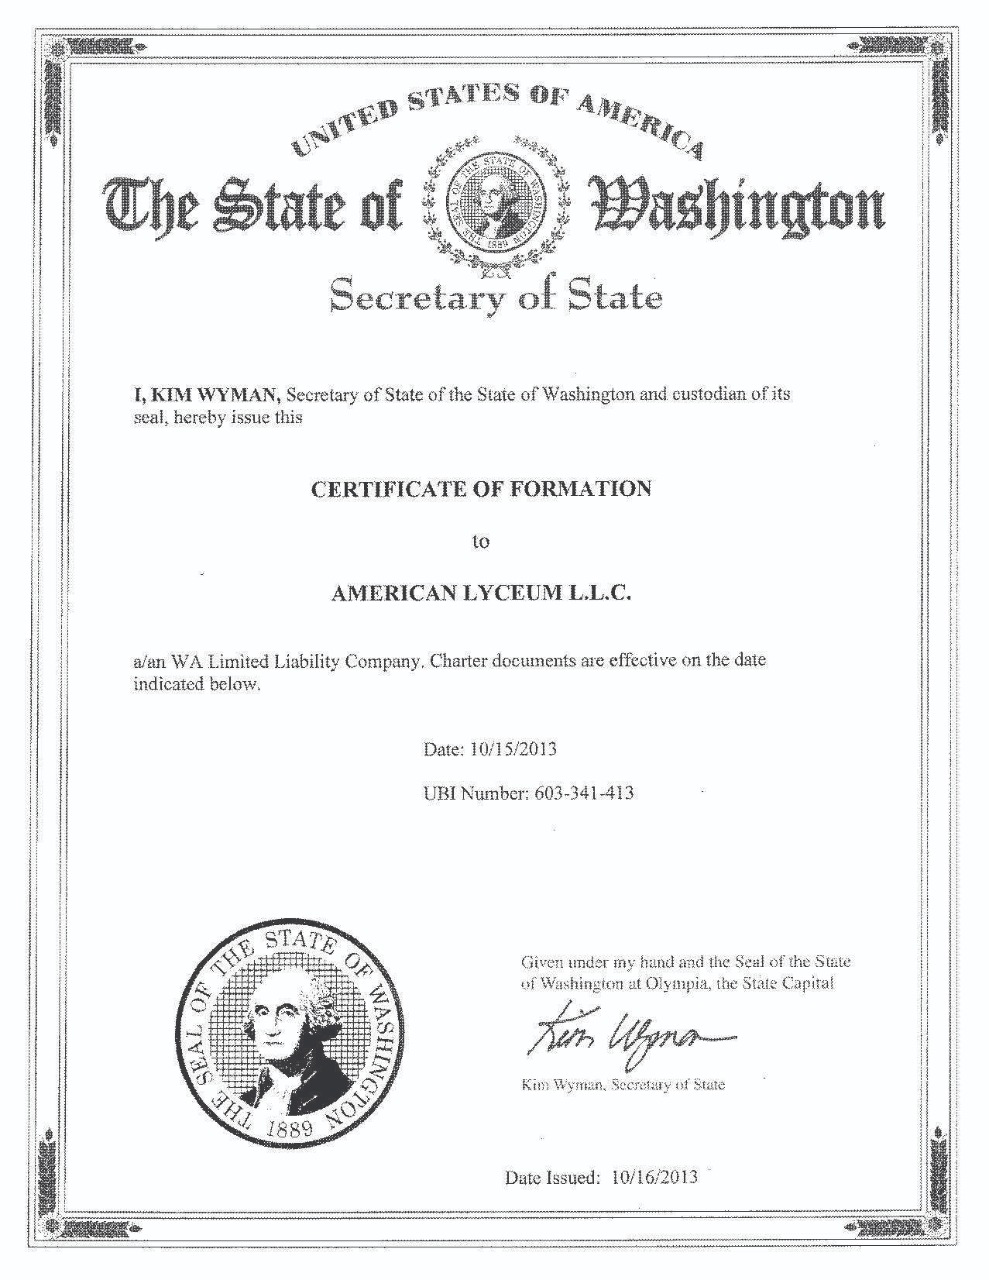 UNITED STATES OF AMERICA
The State of Washington
THE SEAL OF THE STATE OF WASHINGTON
1889
Secretary of State
I, KIM WYMAN, Secretary of State of the State of Washington and custodian of its
seal, hereby issue this
CERTIFICATE OF FORMATION
to
AMERICAN LYCEUM L.L.C.
a/an WA Limited Liability Company. Charter documents are effective on the date
indicated below.
Date: 10/15/2013
UBI Number: 603-341-413
THE SEAL OF THE STATE OF WASHINGTON
1889
Given under my hand and the Seal of the State
of Washington at Olympia, the State Capital
Kim Wyman
Kim Wyman, Secretary of State
Date Issued: 10/16/2013